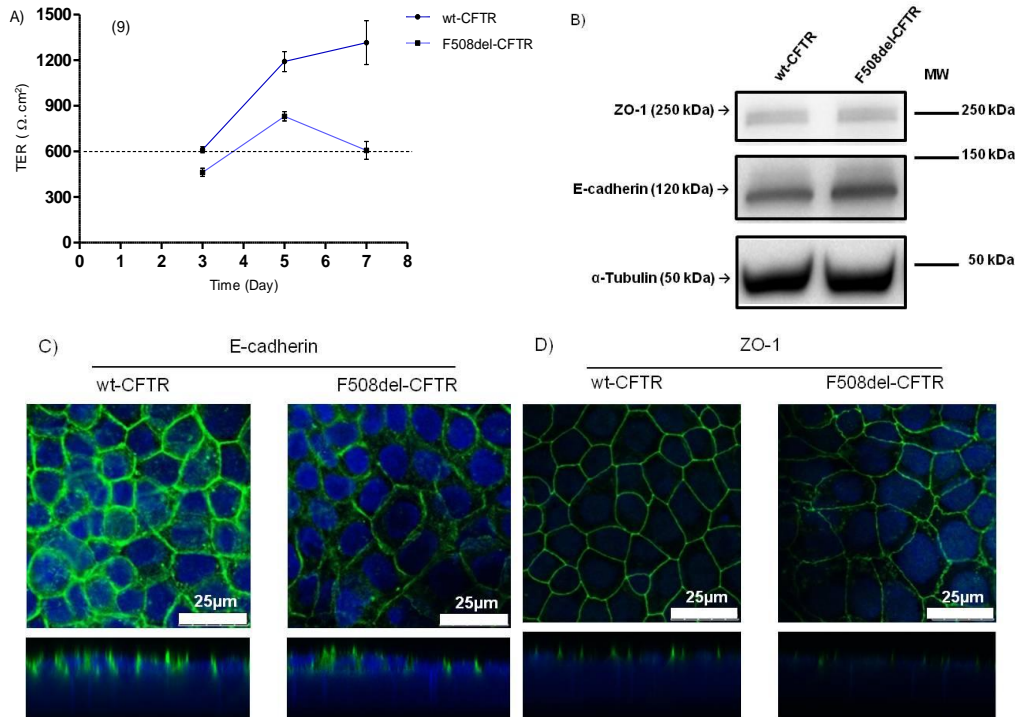 A)
(9)
1500
1200
900
600
300
0
0 1 2 3 4 5 6 7 8
TER ( Ω. cm²)
Time (Day)
wt-CFTR
F508del-CFTR
B)
wt-CFTR
F508del-CFTR
MW
ZO-1 (250 kDa) →
250 kDa
150 kDa
E-cadherin (120 kDa) →
50 kDa
α-Tubulin (50 kDa) →
C)
E-cadherin
wt-CFTR
F508del-CFTR
25µm
25µm
D)
ZO-1
wt-CFTR
F508del-CFTR
25µm
25µm